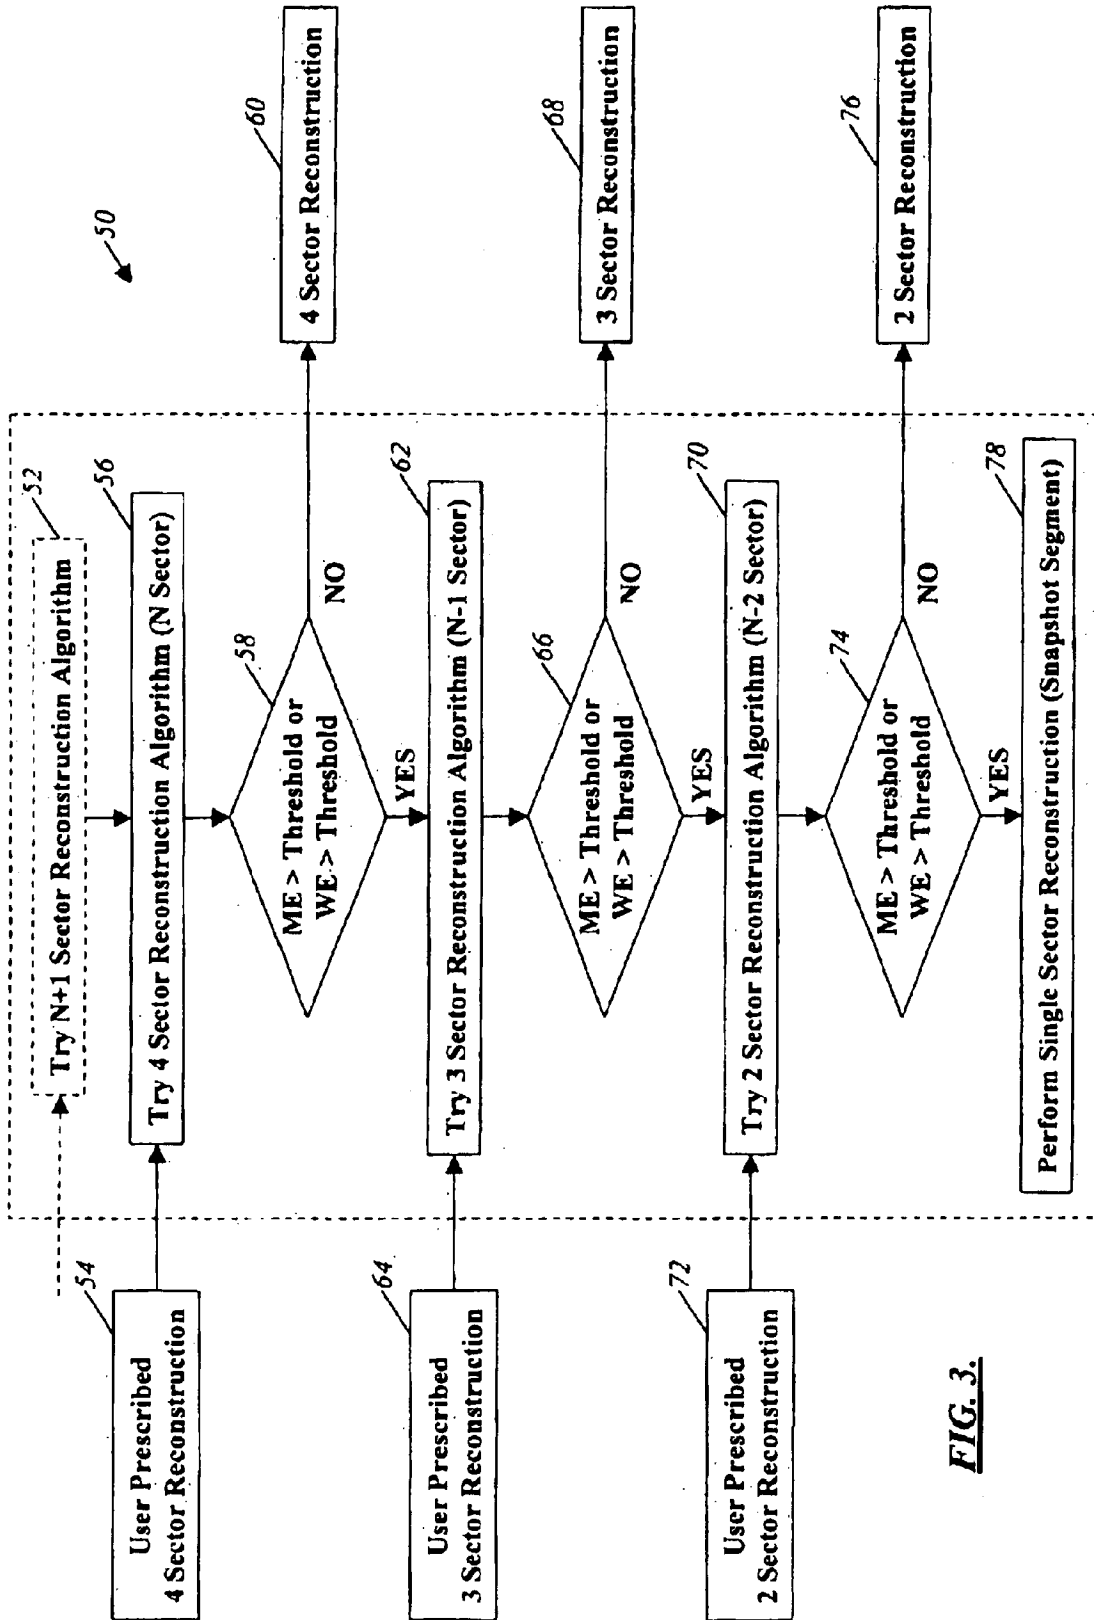 50
Try N+1 Sector Reconstruction Algorithm
52
User Prescribed
4 Sector Reconstruction
54
Try 4 Sector Reconstruction Algorithm (N Sector)
56
ME > Threshold or
WE > Threshold
58
NO
4 Sector Reconstruction
60
YES
User Prescribed
3 Sector Reconstruction
64
Try 3 Sector Reconstruction Algorithm (N-1 Sector)
62
ME > Threshold or
WE > Threshold
66
NO
3 Sector Reconstruction
68
YES
User Prescribed
2 Sector Reconstruction
72
Try 2 Sector Reconstruction Algorithm (N-2 Sector)
70
ME > Threshold or
WE > Threshold
74
NO
2 Sector Reconstruction
76
YES
Perform Single Sector Reconstruction (Snapshot Segment)
78
FIG. 3.